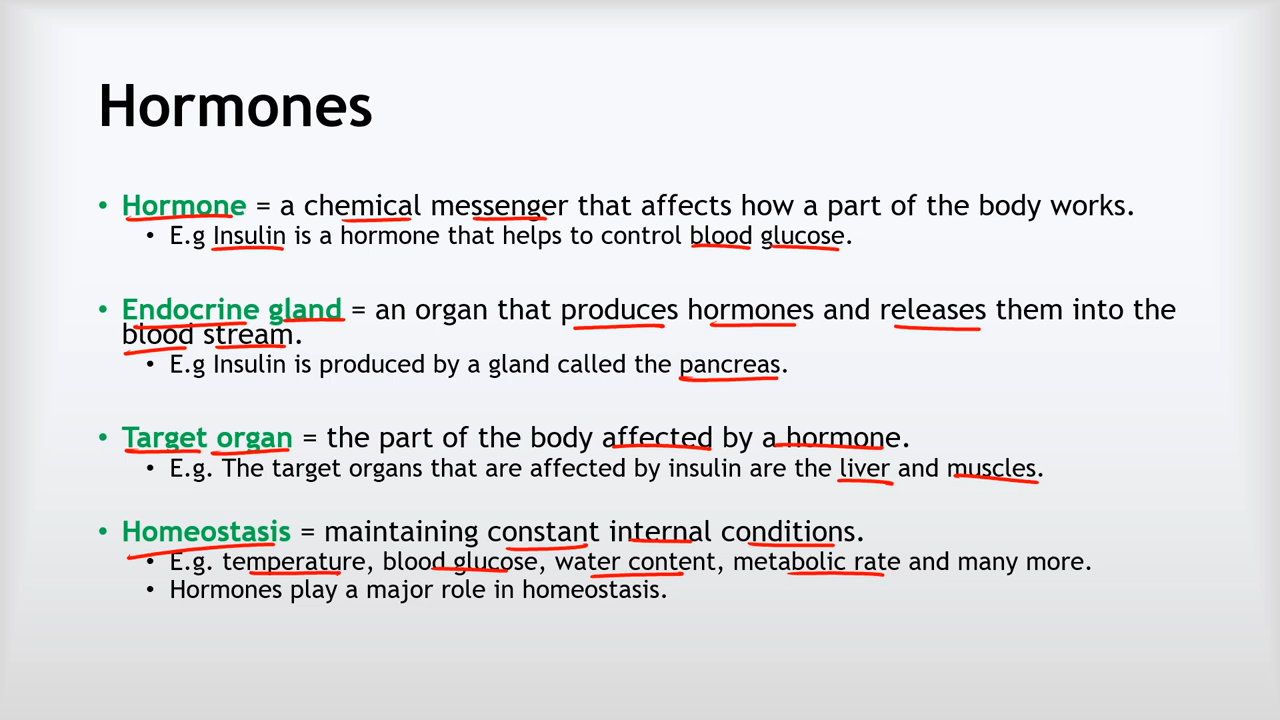 Hormones
• Hormone = a chemical messenger that affects how a part of the body works.
• E.g Insulin is a hormone that helps to control blood glucose.
• Endocrine gland = an organ that produces hormones and releases them into the
blood stream.
• E.g Insulin is produced by a gland called the pancreas.
• Target organ = the part of the body affected by a hormone.
• E.g. The target organs that are affected by insulin are the liver and muscles.
• Homeostasis = maintaining constant internal conditions.
• E.g. temperature, blood glucose, water content, metabolic rate and many more.
• Hormones play a major role in homeostasis.